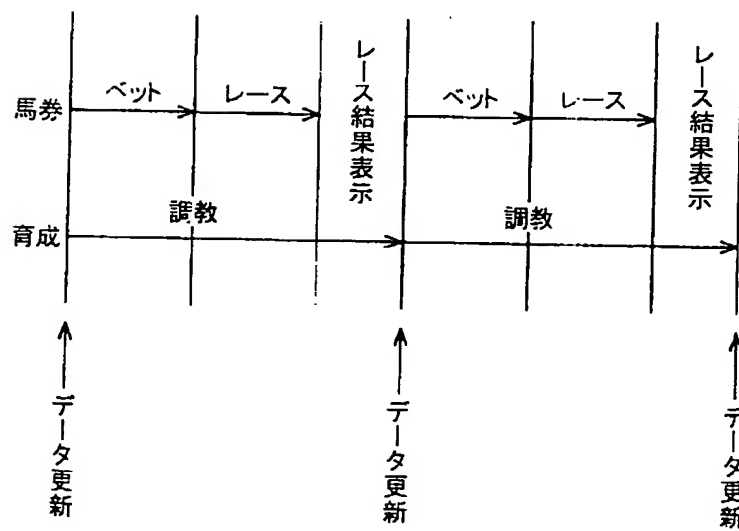 馬券
ベット
レース
レース結果表示
ベット
レース
レース結果表示
育成
調教
調教
データ更新
データ更新
データ更新